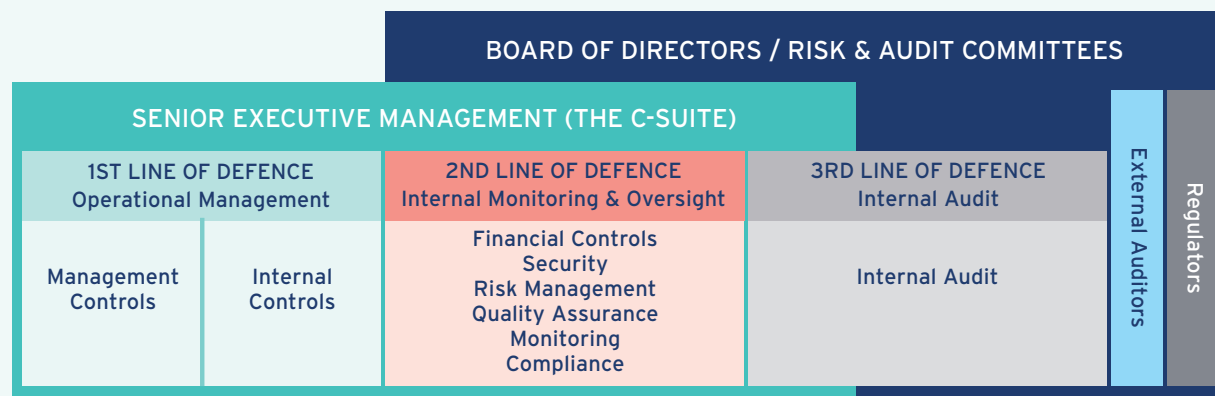 BOARD OF DIRECTORS / RISK & AUDIT COMMITTEES
SENIOR EXECUTIVE MANAGEMENT (THE C-SUITE)
1ST LINE OF DEFENCE
Operational Management
Management
Controls
Internal
Controls
2ND LINE OF DEFENCE
Internal Monitoring & Oversight
Financial Controls
Security
Risk Management
Quality Assurance
Monitoring
Compliance
3RD LINE OF DEFENCE
Internal Audit
Internal Audit
External Auditors
Regulators